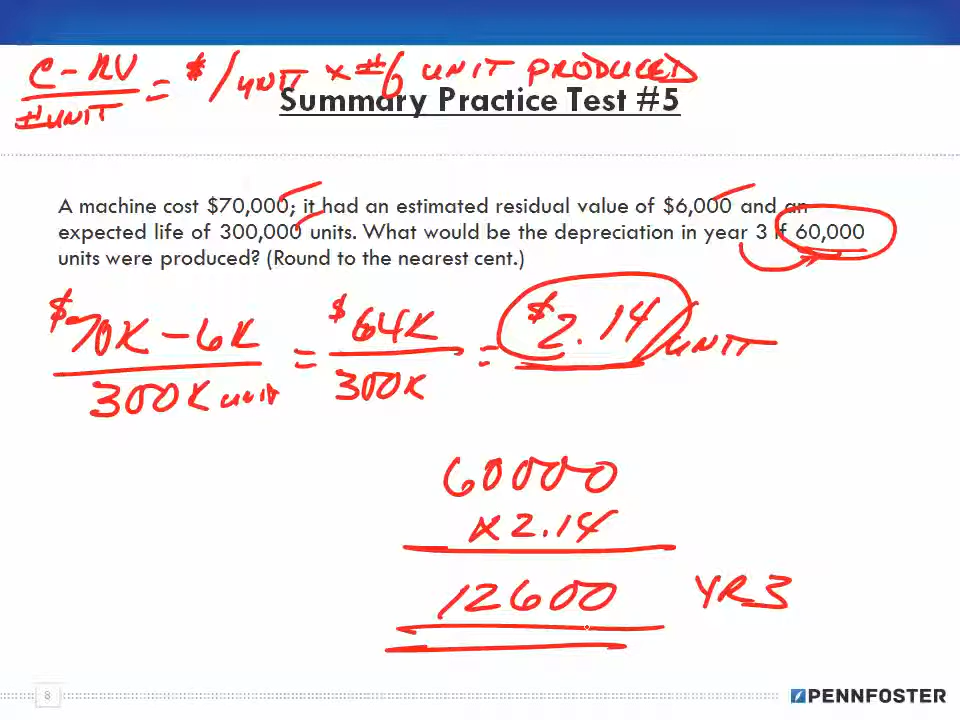 C - RV
# UNIT
= $/UNIT × # UNIT PRODUCED
Summary Practice Test #5
A machine cost $70,000; it had an estimated residual value of $6,000 and an
expected life of 300,000 units. What would be the depreciation in year 3 if 60,000
units were produced? (Round to the nearest cent.)
$70K - 6K
300K UNIT
= $64K
300K
= $2.14/UNIT
60000
× 2.14
12600 YR3
8
PENNFOSTER